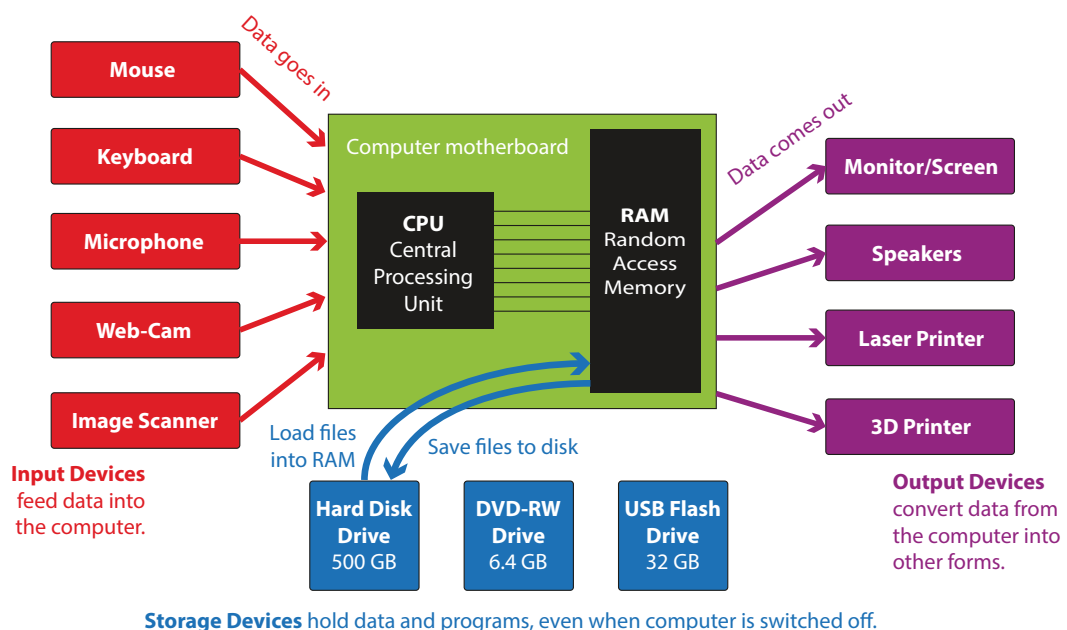 Mouse
Keyboard
Microphone
Web-Cam
Image Scanner
Input Devices
feed data into
the computer.
Data goes in
Computer motherboard
CPU
Central
Processing
Unit
RAM
Random
Access
Memory
Load files
into RAM
Save files to disk
Hard Disk
Drive
500 GB
DVD-RW
Drive
6.4 GB
USB Flash
Drive
32 GB
Data comes out
Monitor/Screen
Speakers
Laser Printer
3D Printer
Output Devices
convert data from
the computer into
other forms.
Storage Devices hold data and programs, even when computer is switched off.